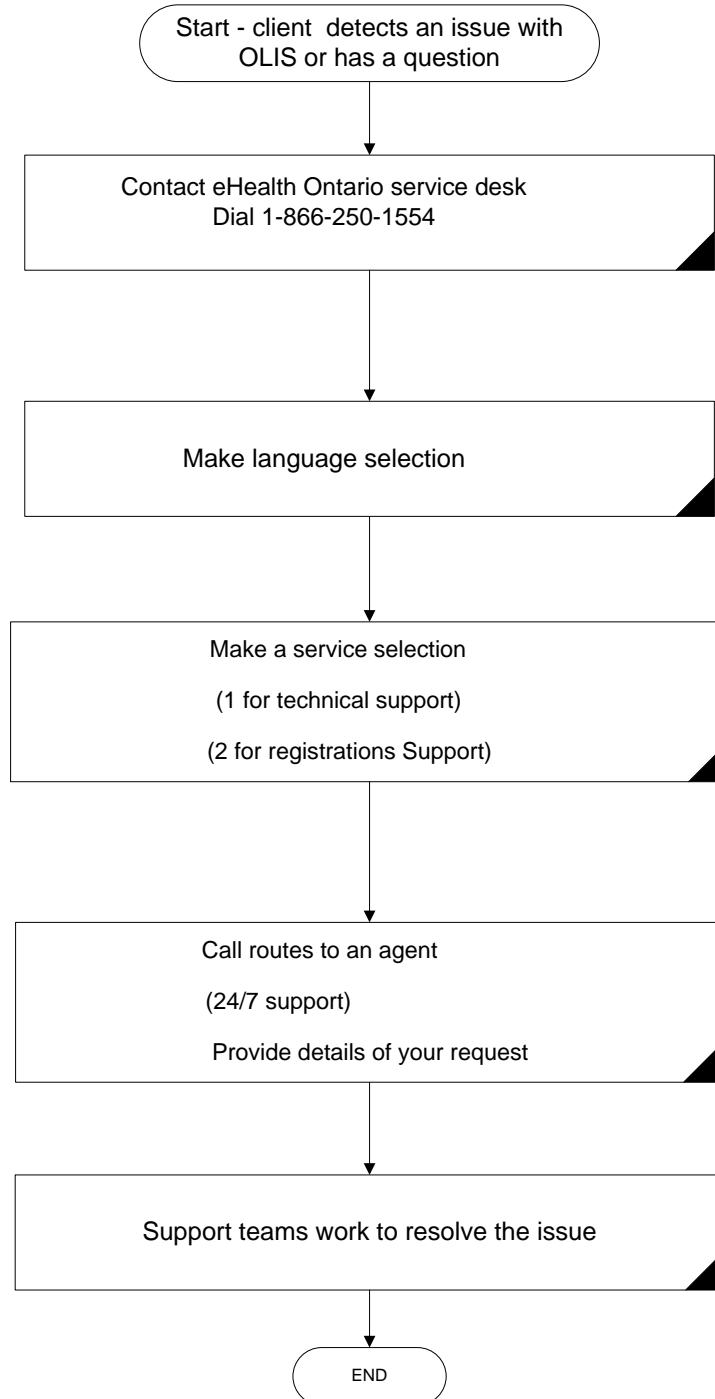 Start - client  detects an issue with
OLIS or has a question
Contact eHealth Ontario service desk
Dial 1-866-250-1554
Make language selection
Make a service selection
(1 for technical support)
(2 for registrations Support)
Call routes to an agent
(24/7 support)
Provide details of your request
Support teams work to resolve the issue
END